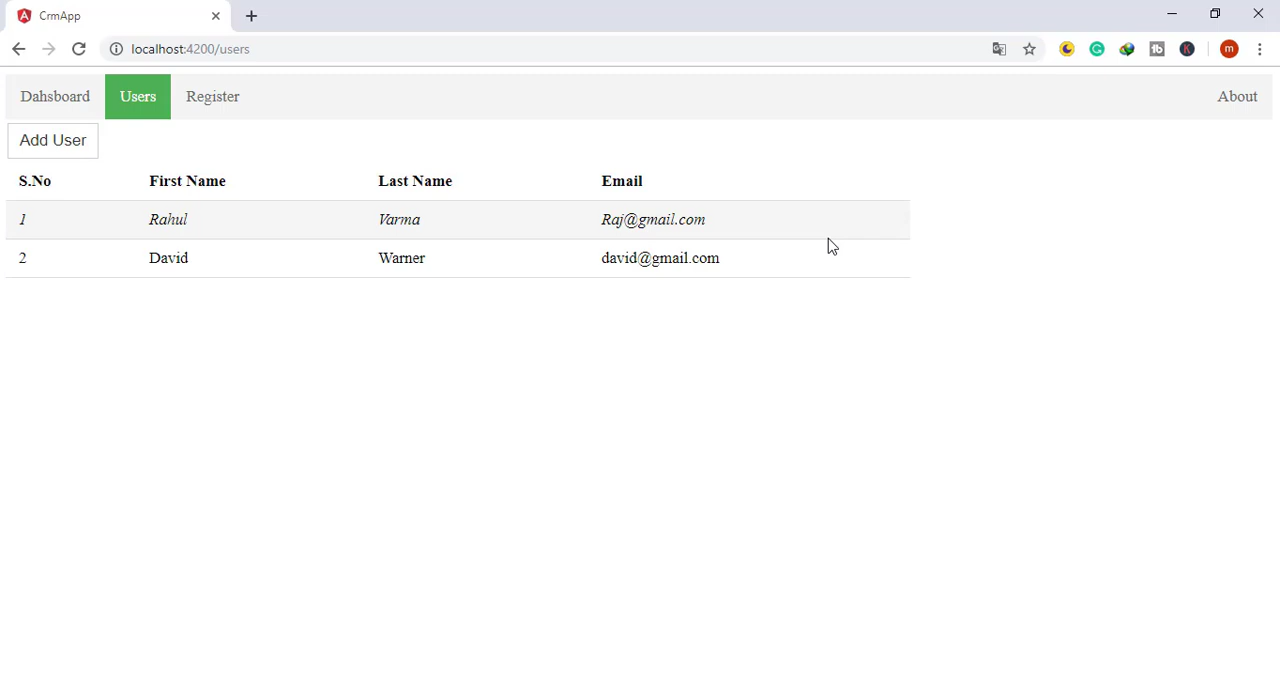 CrmApp
localhost:4200/users
Dahsboard Users Register About
Add User
S.No First Name Last Name Email
1 Rahul Varma Raj@gmail.com
2 David Warner david@gmail.com